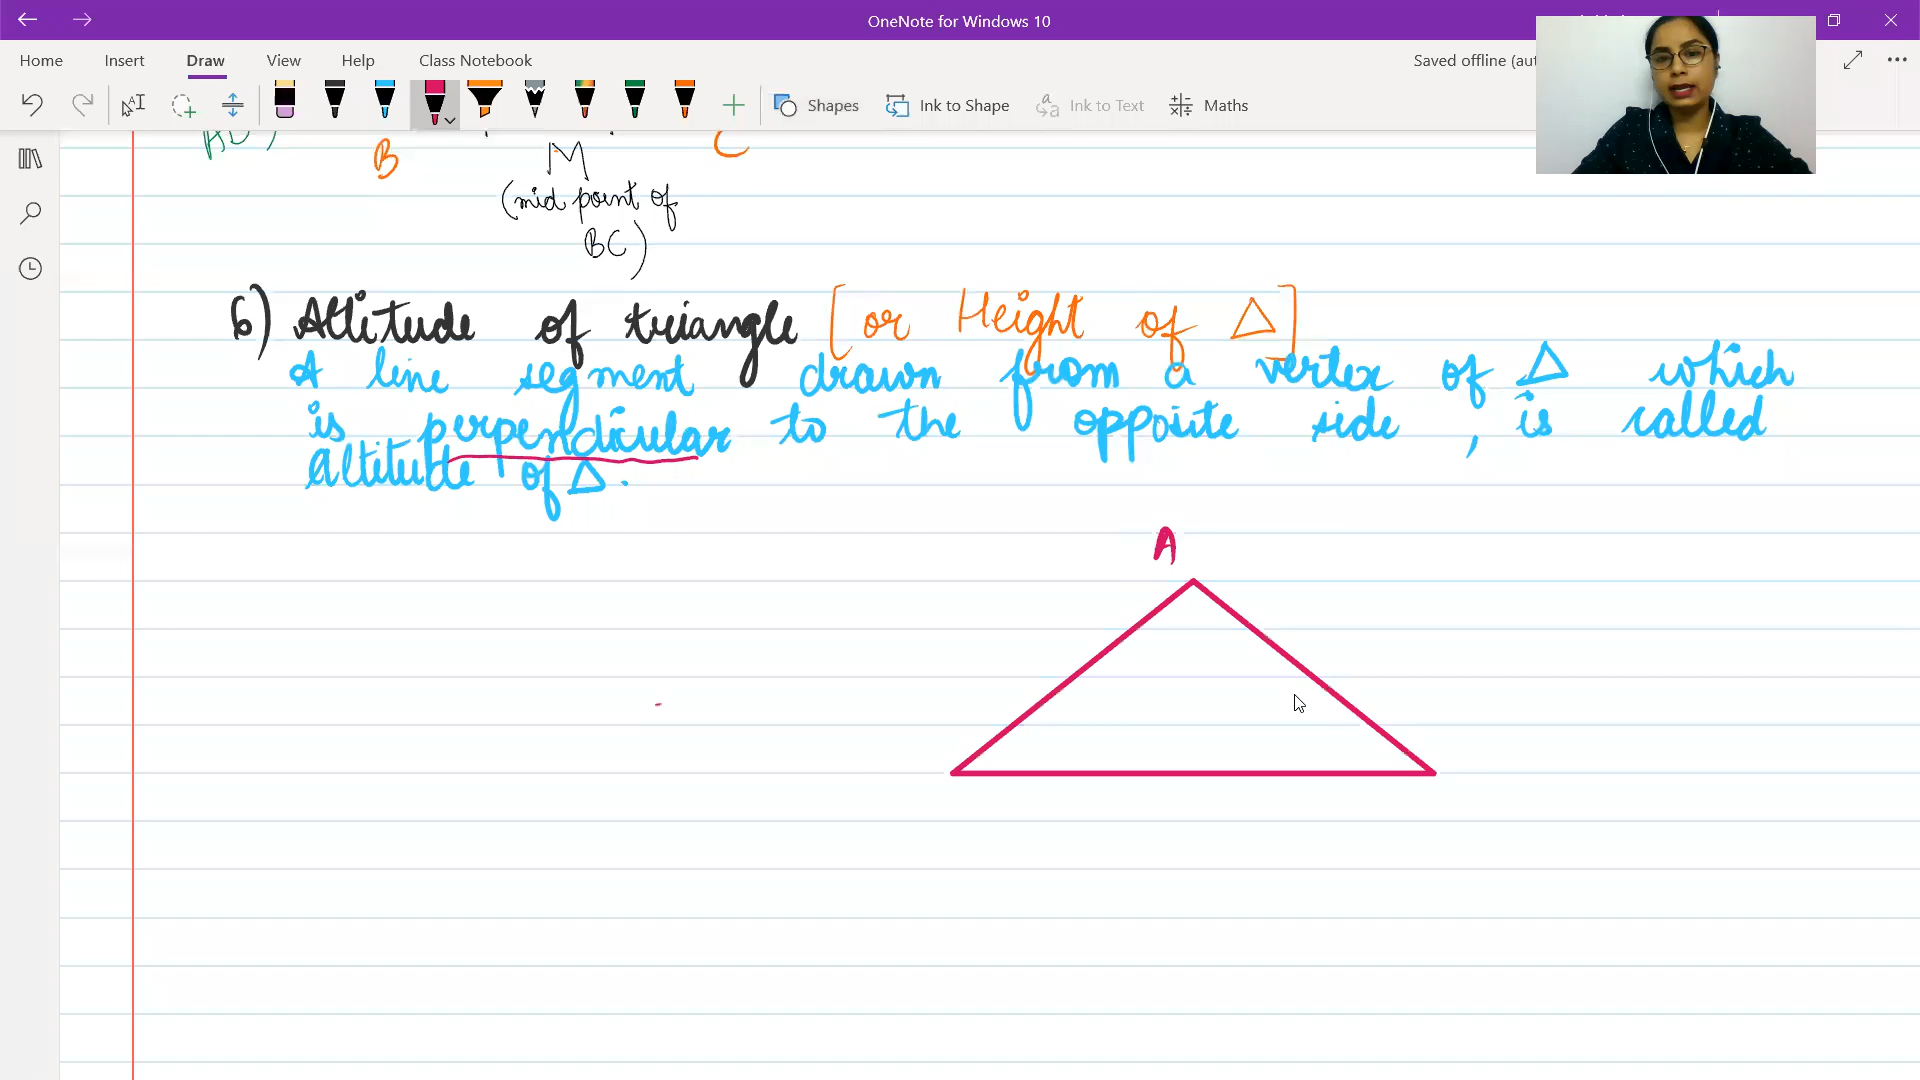 OneNote for Windows 10
Home Insert Draw View Help Class Notebook
Saved offline (aut
Shapes Ink to Shape Ink to Text Maths
B M C
(mid point of
BC)
6) Altitude of triangle [or Height of △]
A line segment drawn from a vertex of △ which
is perpendicular to the opposite side, is called
Altitude of △.
A